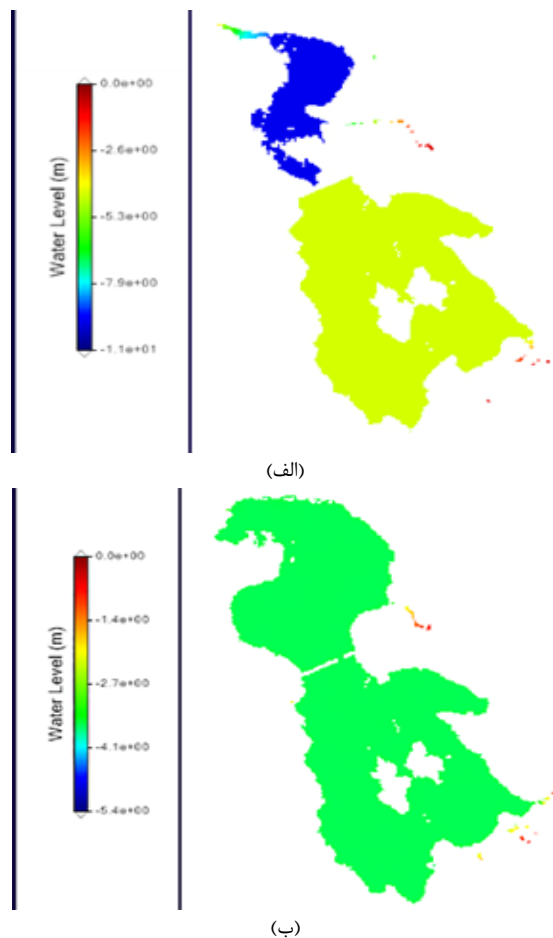 0.0e+00
-2.6e+00
-5.3e+00
-7.9e+00
-1.1e+01
Water Level (m)
(الف)
0.0e+00
-1.4e+00
-2.7e+00
-4.1e+00
-5.4e+00
Water Level (m)
(ب)